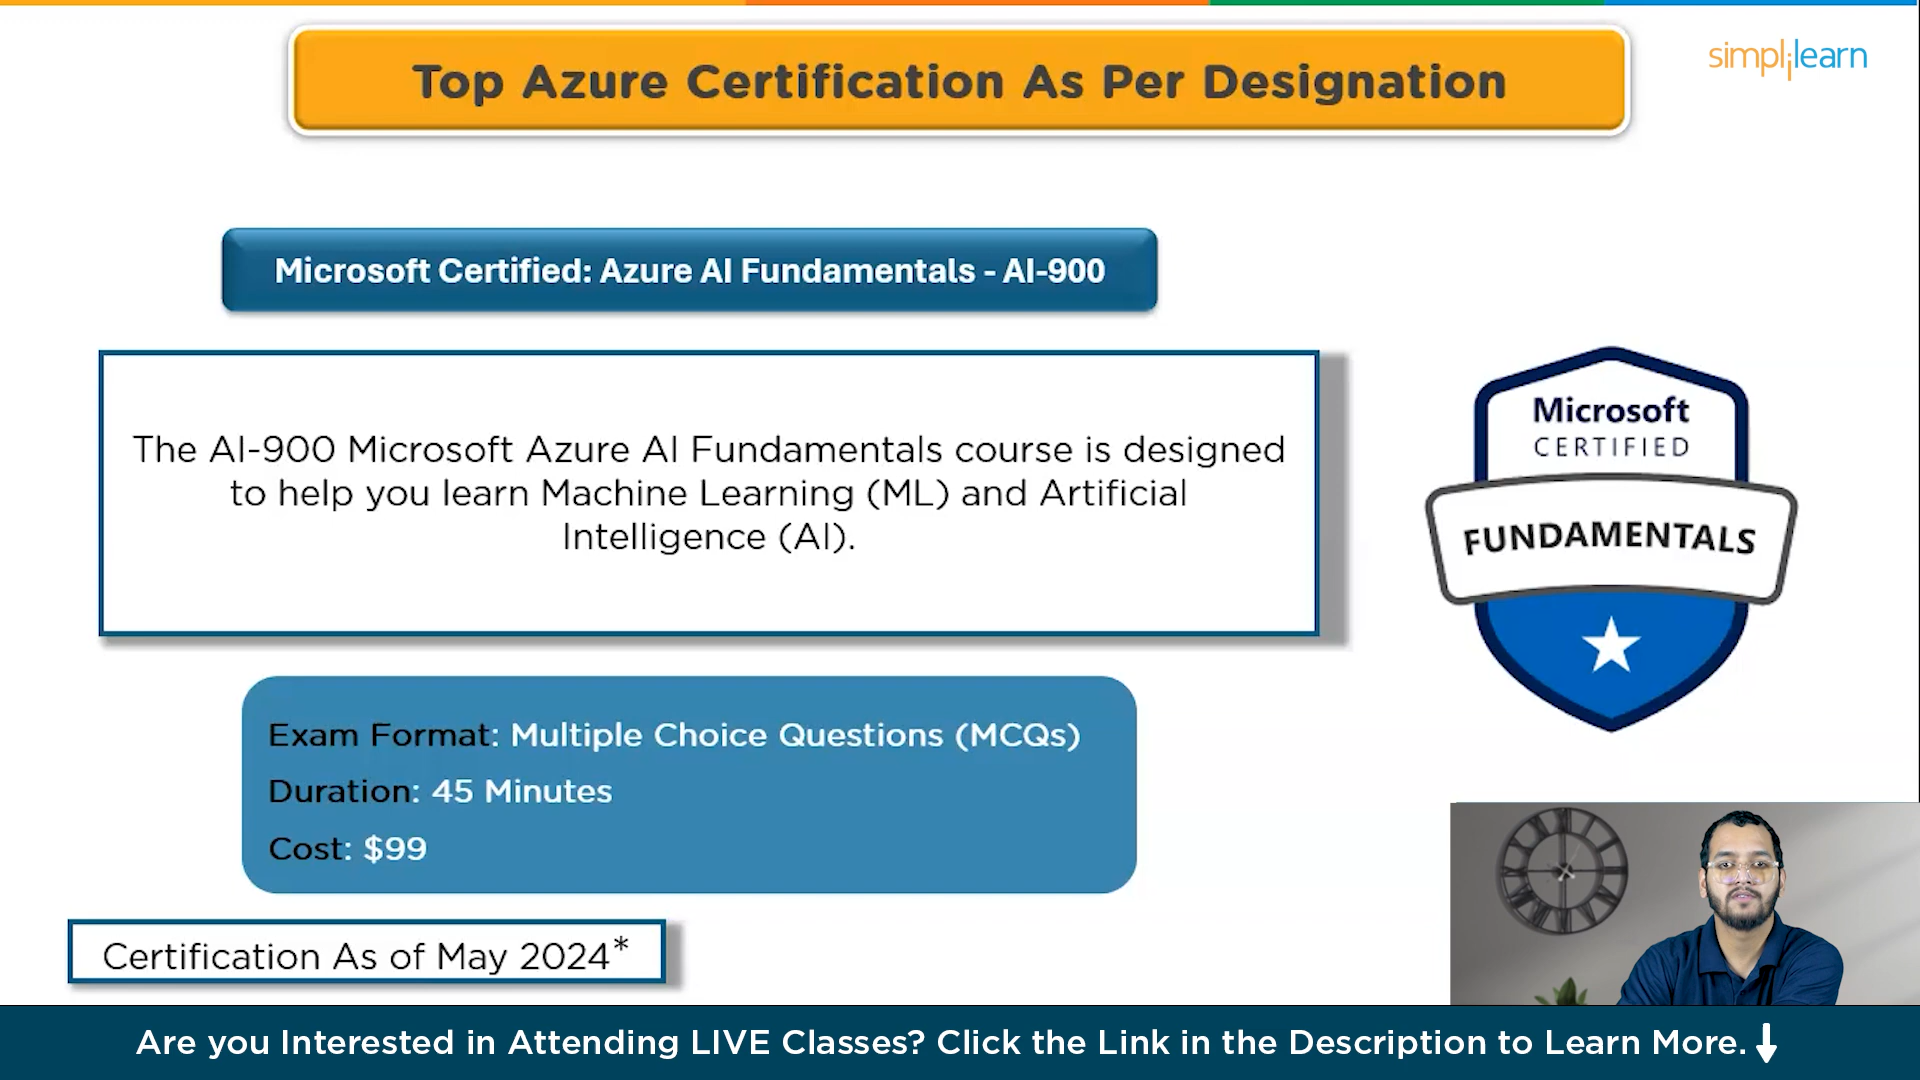 Top Azure Certification As Per Designation
simplilearn
Microsoft Certified: Azure AI Fundamentals - AI-900
The AI-900 Microsoft Azure AI Fundamentals course is designed
to help you learn Machine Learning (ML) and Artificial
Intelligence (AI).
Microsoft
CERTIFIED
FUNDAMENTALS
Exam Format: Multiple Choice Questions (MCQs)
Duration: 45 Minutes
Cost: $99
Certification As of May 2024*
Are you Interested in Attending LIVE Classes? Click the Link in the Description to Learn More.